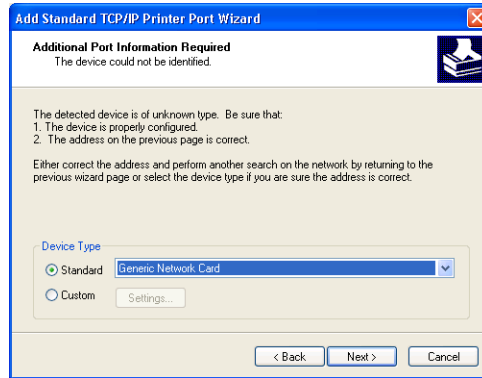 Add Standard TCP/IP Printer Port Wizard
Additional Port Information Required
The device could not be identified.
The detected device is of unknown type. Be sure that:
1. The device is properly configured.
2. The address on the previous page is correct.
Either correct the address and perform another search on the network by returning to the
previous wizard page or select the device type if you are sure the address is correct.
Device Type
Standard
Generic Network Card
Custom
Settings...
< Back
Next >
Cancel